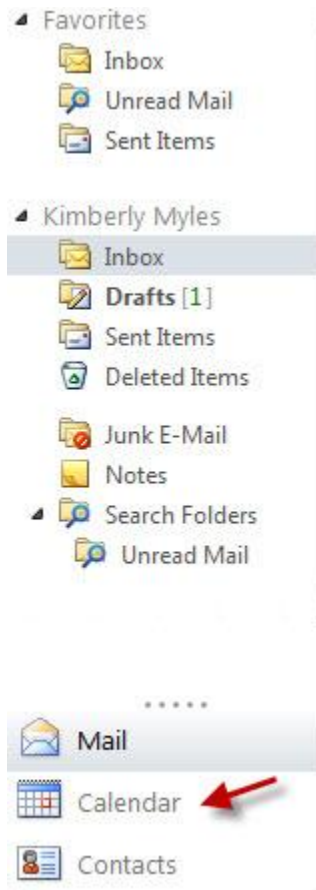 Favorites
Inbox
Unread Mail
Sent Items
Kimberly Myles
Inbox
Drafts [1]
Sent Items
Deleted Items
Junk E-Mail
Notes
Search Folders
Unread Mail
Mail
Calendar
Contacts